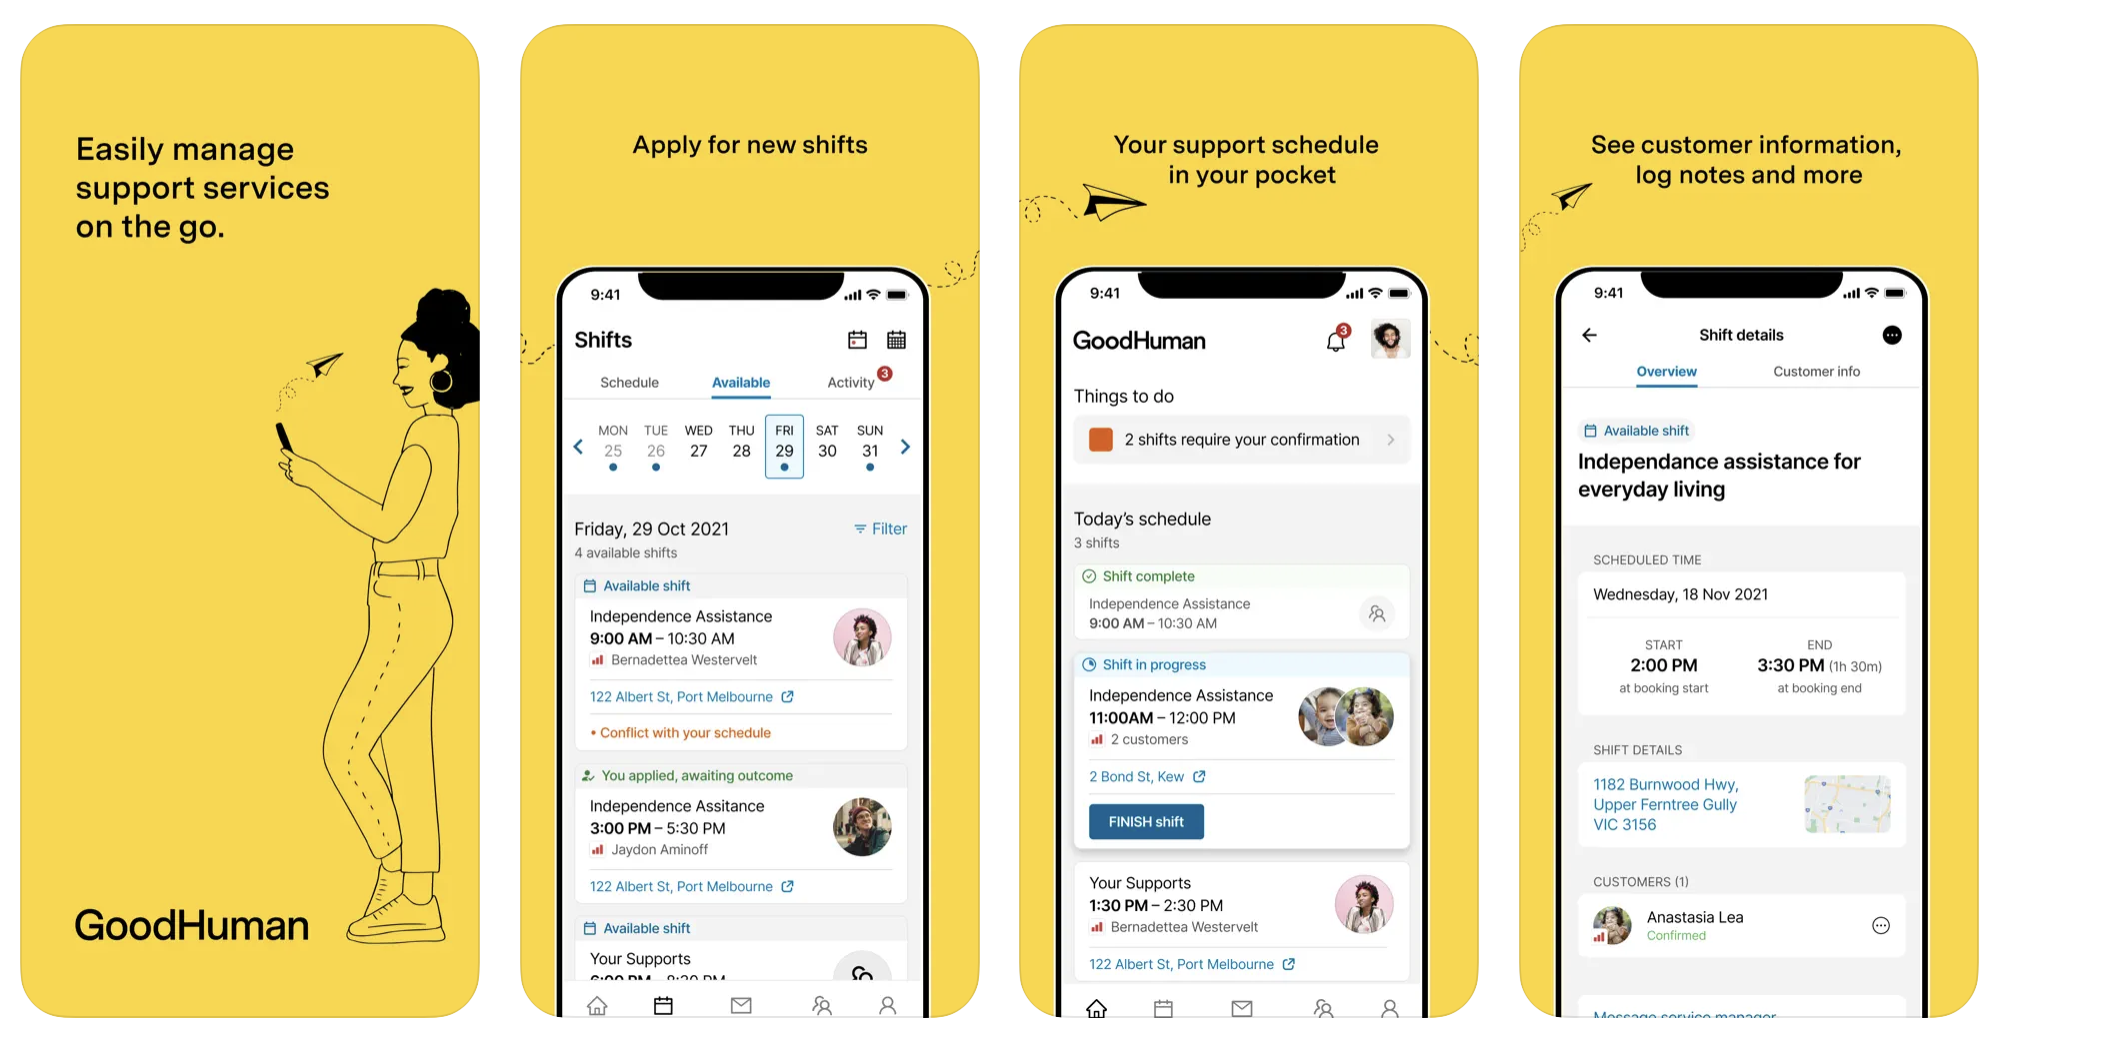 Easily manage
support services
on the go.
GoodHuman
Apply for new shifts
9:41
Shifts
Schedule
Available
Activity
3
MON
TUE
WED
THU
FRI
SAT
SUN
25
26
27
28
29
30
31
Friday, 29 Oct 2021
Filter
4 available shifts
Available shift
Independence Assistance
9:00 AM – 10:30 AM
Bernadettea Westervelt
122 Albert St, Port Melbourne
• Conflict with your schedule
You applied, awaiting outcome
Independence Assitance
3:00 PM – 5:30 PM
Jaydon Aminoff
122 Albert St, Port Melbourne
Available shift
Your Supports
6:00 PM – 8:30 PM
Your support schedule
in your pocket
9:41
GoodHuman
3
Things to do
2 shifts require your confirmation
Today's schedule
3 shifts
Shift complete
Independence Assistance
9:00 AM – 10:30 AM
Shift in progress
Independence Assistance
11:00AM – 12:00 PM
2 customers
2 Bond St, Kew
FINISH shift
Your Supports
1:30 PM – 2:30 PM
Bernadettea Westervelt
122 Albert St, Port Melbourne
See customer information,
log notes and more
9:41
Shift details
Overview
Customer info
Available shift
Independance assistance for
everyday living
SCHEDULED TIME
Wednesday, 18 Nov 2021
START
END
2:00 PM
3:30 PM (1h 30m)
at booking start
at booking end
SHIFT DETAILS
1182 Burnwood Hwy,
Upper Ferntree Gully
VIC 3156
CUSTOMERS (1)
Anastasia Lea
Confirmed
Message service manager